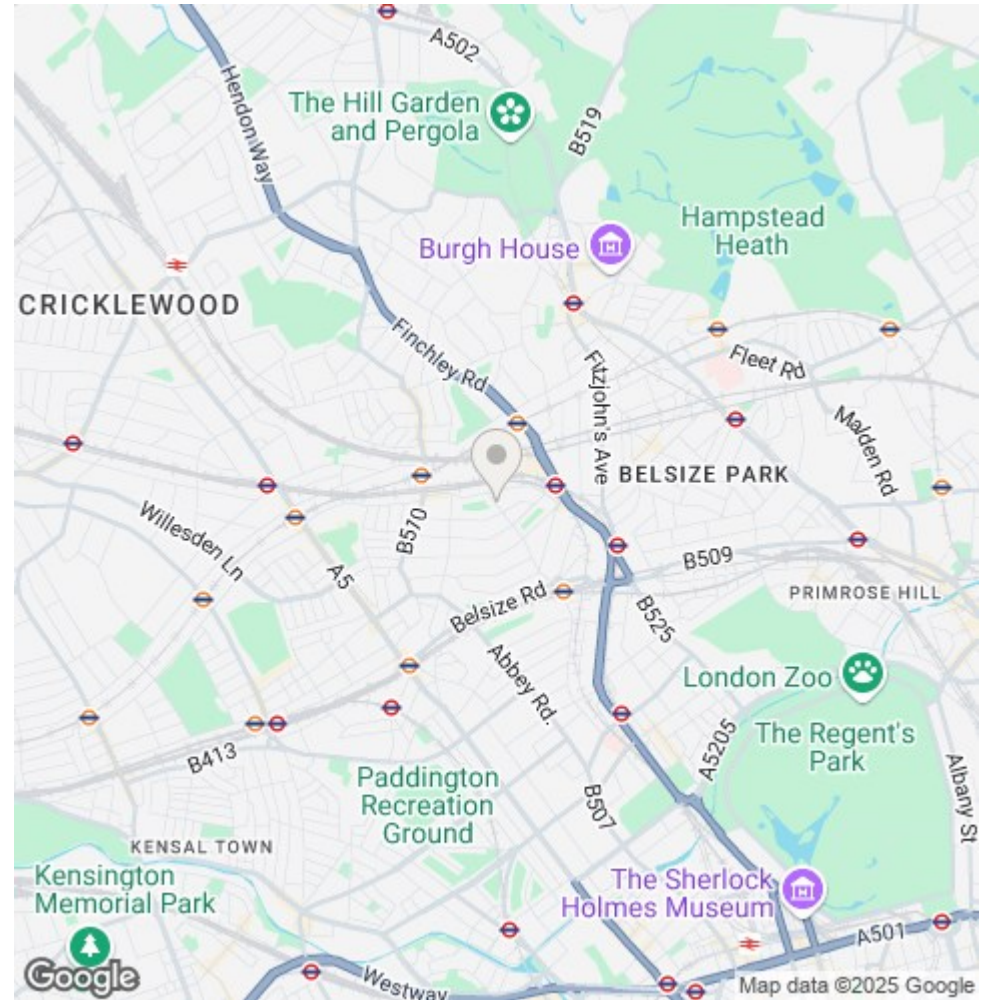 A502
Hendon Way
The Hill Garden
and Pergola
B519
Hampstead
Heath
Burgh House
CRICKLEWOOD
Finchley Rd
Fitzjohn's Ave
Fleet Rd
Malden Rd
BELSIZE PARK
Willesden Ln
B570
A5
B509
PRIMROSE HILL
Belsize Rd
B525
Abbey Rd.
London Zoo
The Regent's
Park
A5205
Albany St
B413
Paddington
Recreation
Ground
B507
KENSAL TOWN
Kensington
Memorial Park
The Sherlock
Holmes Museum
A501
Westway
Google
Map data ©2025 Google